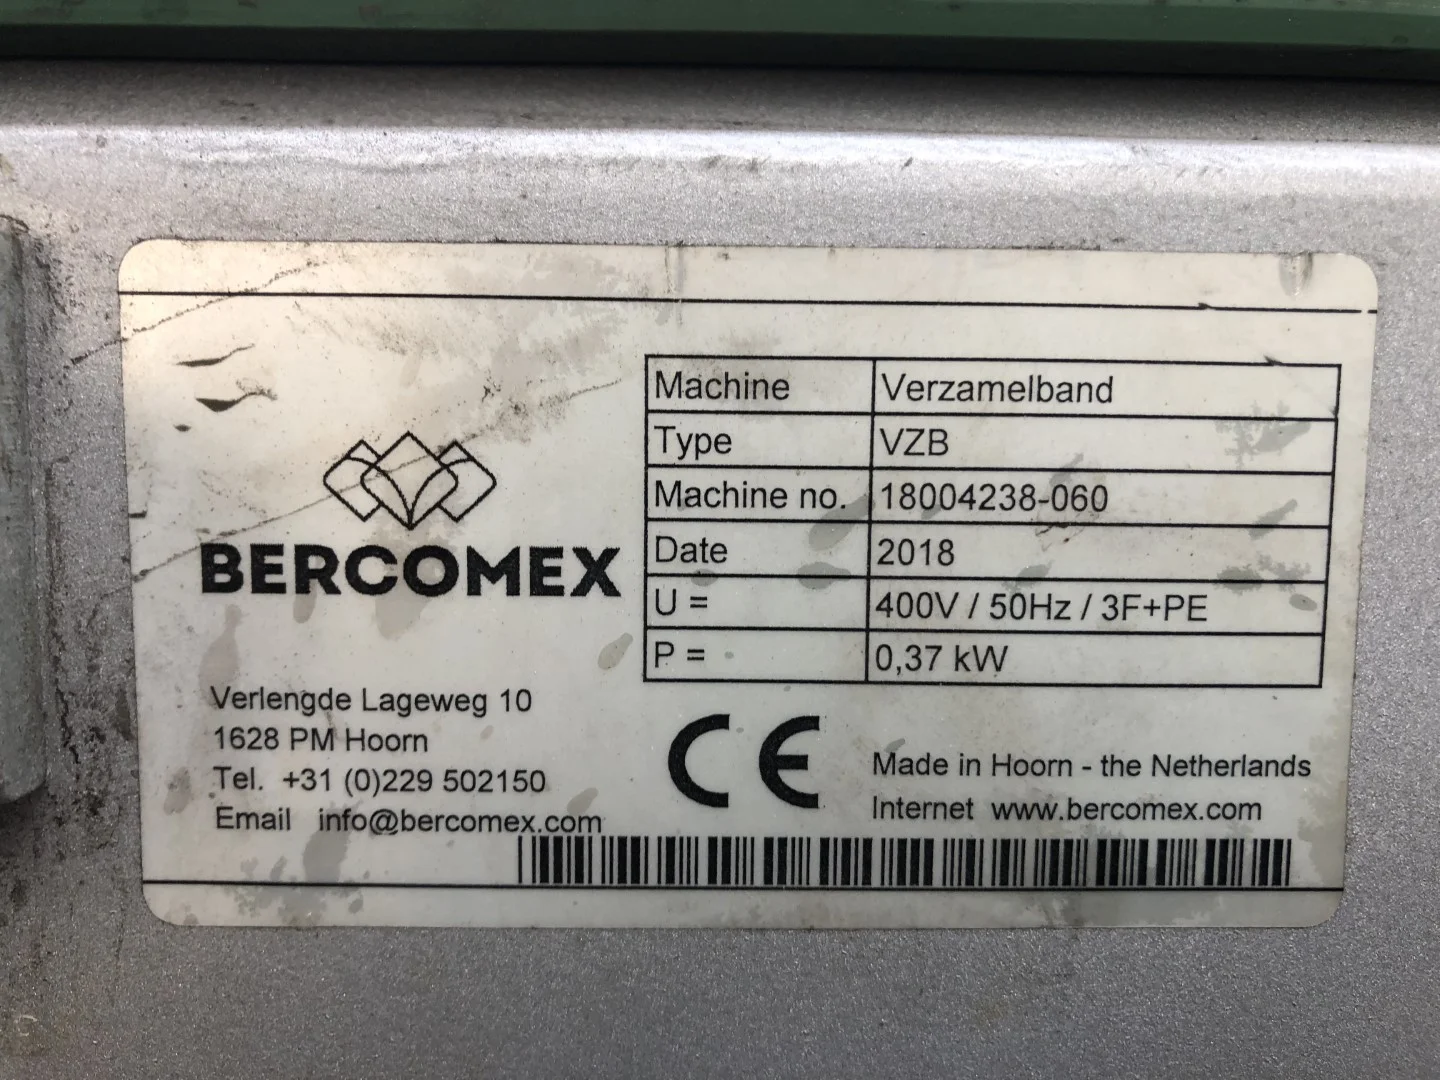 BERCOMEX
Machine Verzamelband
Type VZB
Machine no. 18004238-060
Date 2018
U = 400V / 50Hz / 3F+PE
P = 0,37 kW
Verlengde Lageweg 10
1628 PM Hoorn
Tel. +31 (0)229 502150
Email info@bercomex.com
CE
Made in Hoorn - the Netherlands
Internet www.bercomex.com